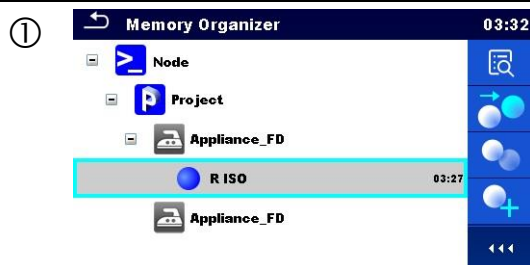 ①
Memory Organizer 03:32
>_ Node
P Project
Appliance_FD
R ISO 03:27
Appliance_FD